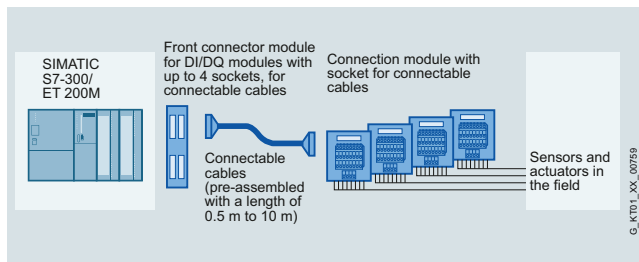 SIMATIC
S7-300/
ET 200M
Front connector module
for DI/DQ modules with
up to 4 sockets, for
connectable cables
Connectable
cables
(pre-assembled
with a length of
0.5 m to 10 m)
Connection module with
socket for connectable
cables
Sensors and
actuators in
the field
G_KT01_XX_00759